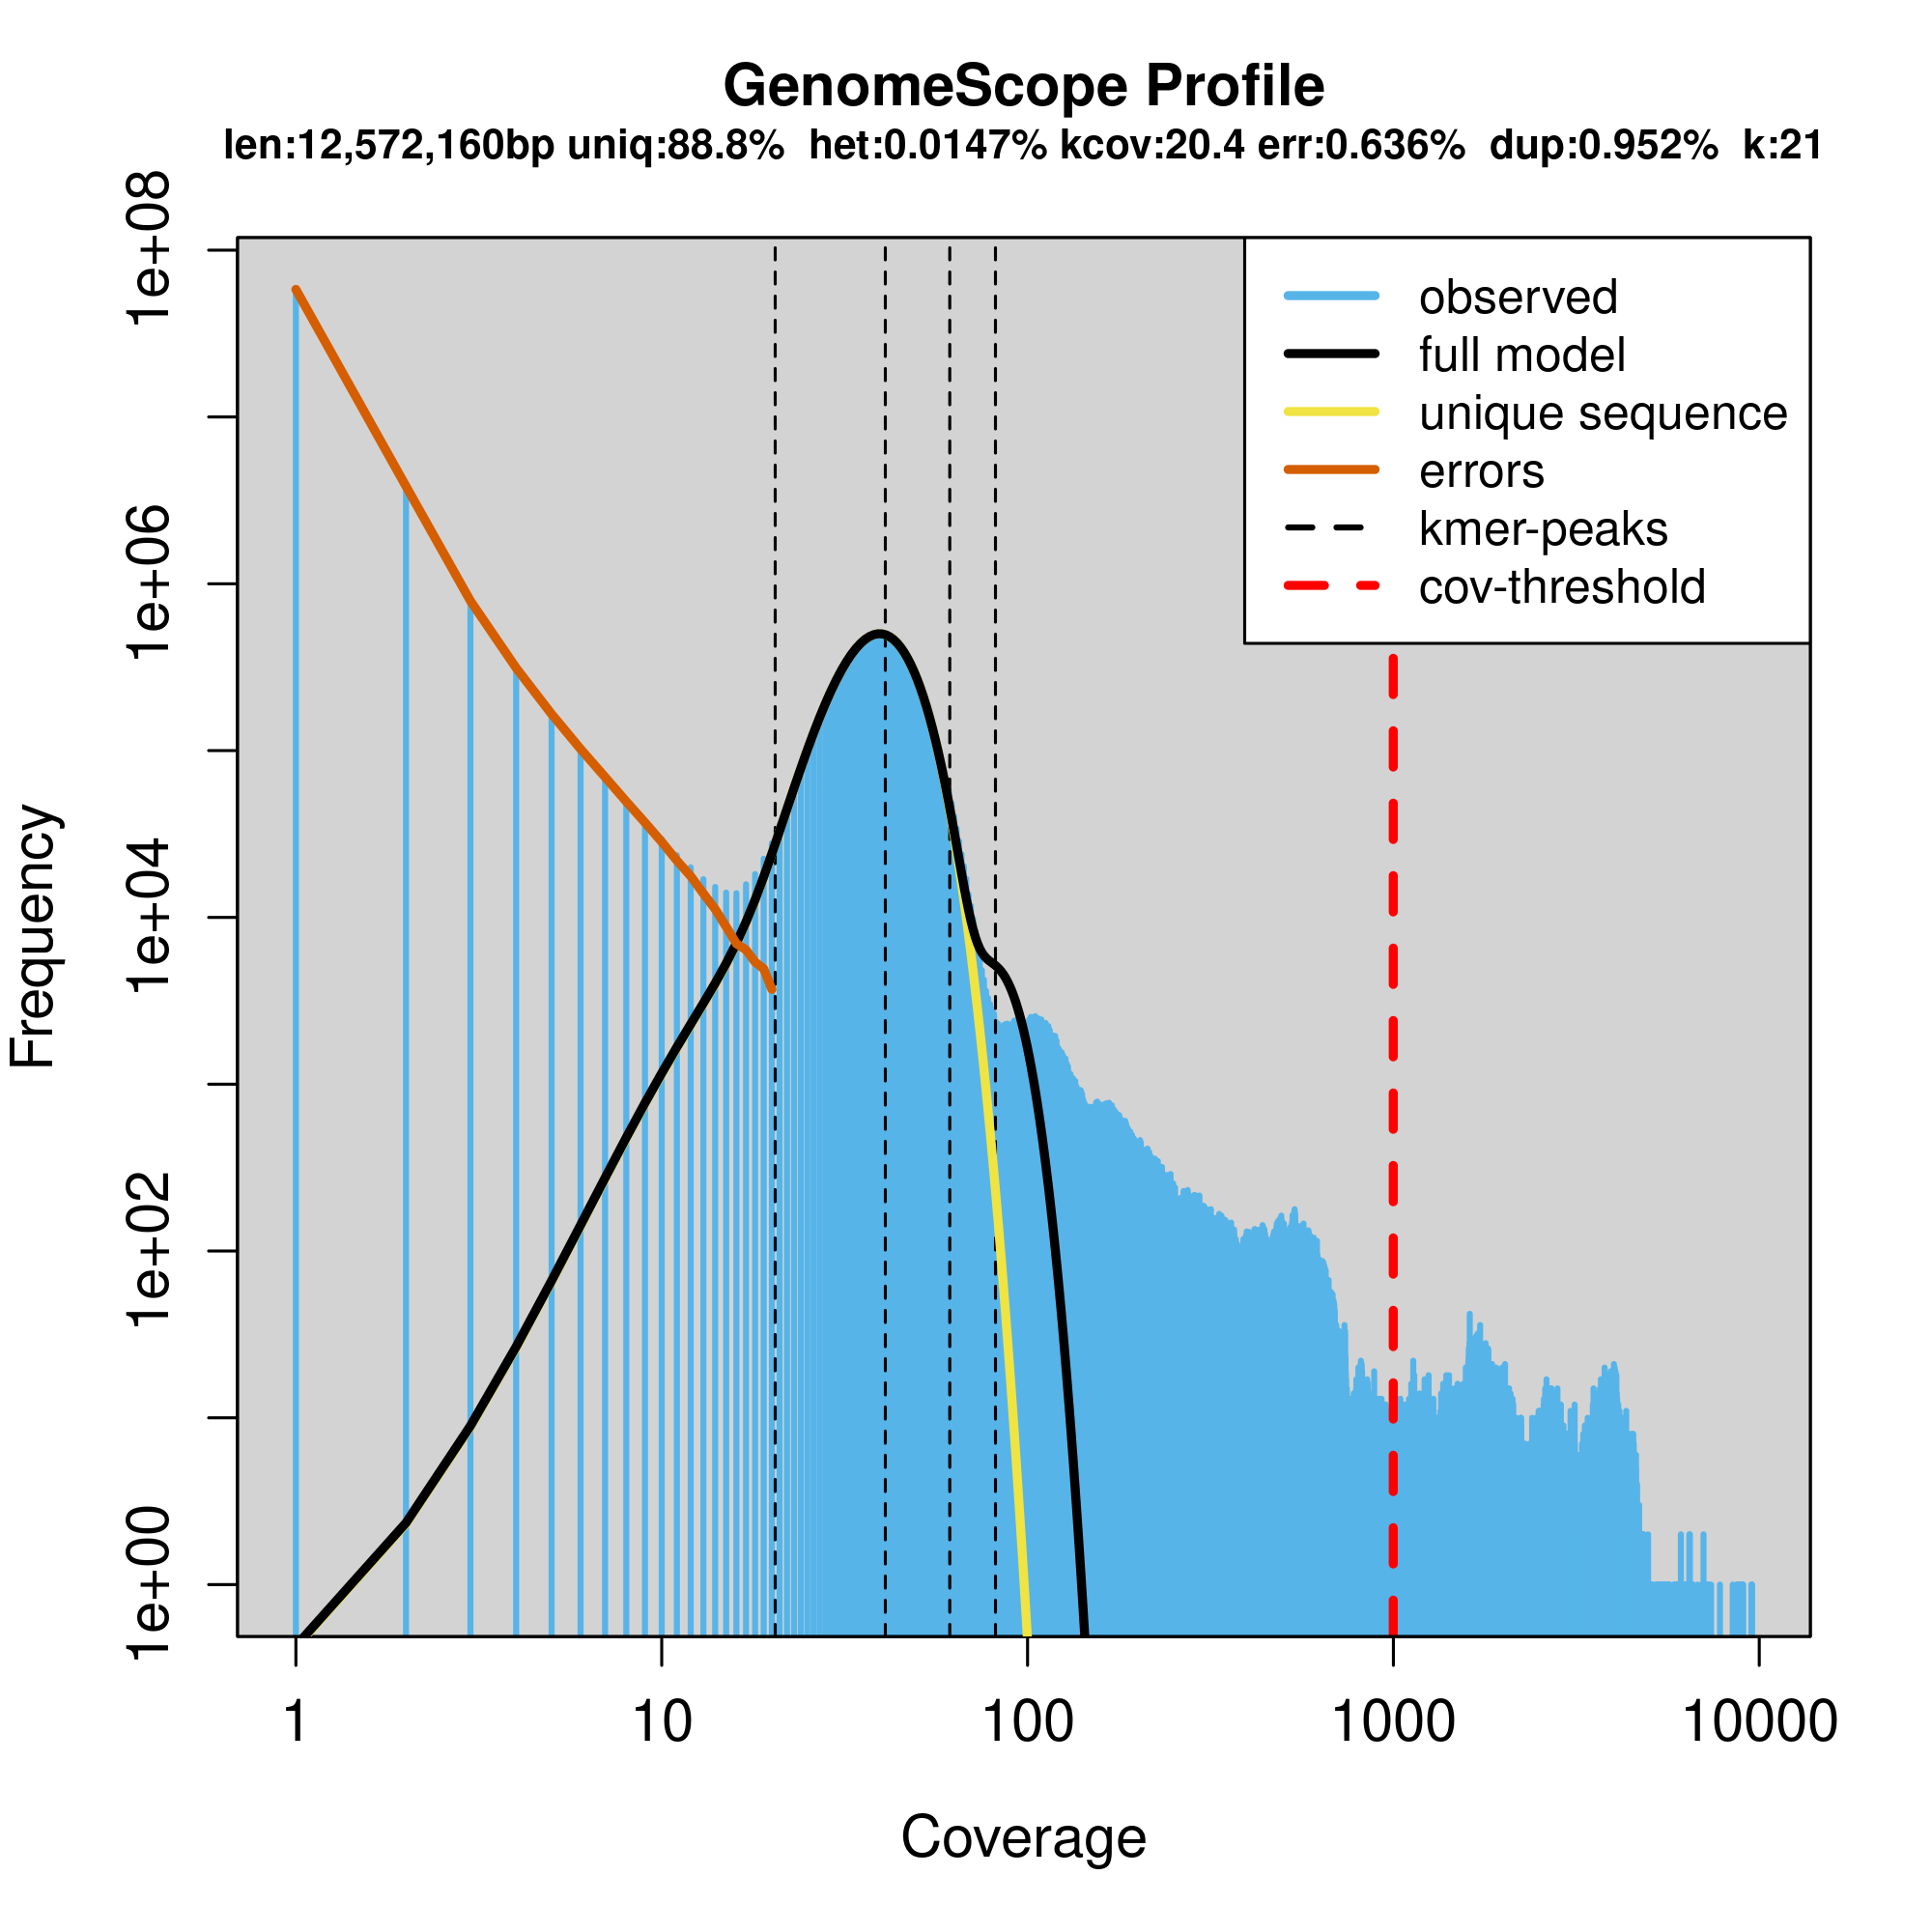 GenomeScope Profile
len:12,572,160bp uniq:88.8% het:0.0147% kcov:20.4 err:0.636% dup:0.952% k:21
observed
full model
unique sequence
errors
kmer-peaks
cov-threshold
Frequency
1e+08
1e+06
1e+04
1e+02
1e+00
1 10 100 1000 10000
Coverage